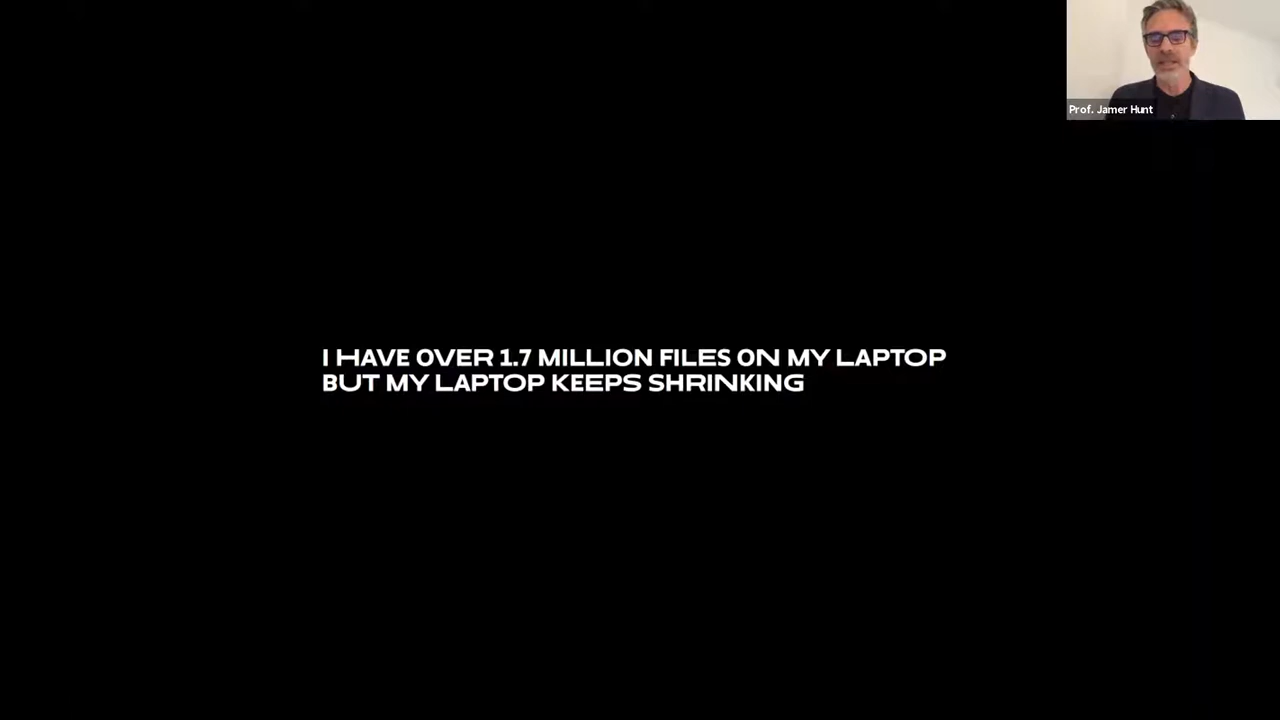 Prof. Jamer Hunt
I HAVE OVER 1.7 MILLION FILES ON MY LAPTOP
BUT MY LAPTOP KEEPS SHRINKING